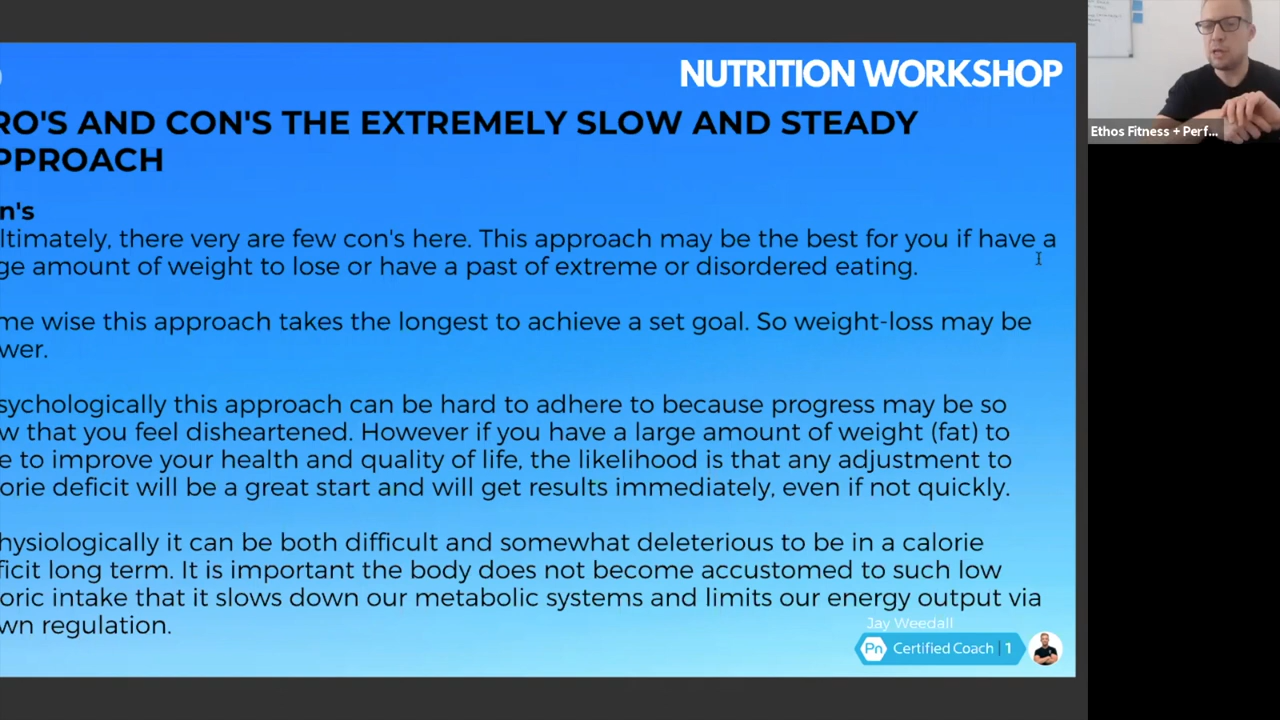 NUTRITION WORKSHOP
RO'S AND CON'S THE EXTREMELY SLOW AND STEADY
PPROACH
n's
ltimately, there very are few con's here. This approach may be the best for you if have a
ge amount of weight to lose or have a past of extreme or disordered eating.
me wise this approach takes the longest to achieve a set goal. So weight-loss may be
wer.
sychologically this approach can be hard to adhere to because progress may be so
w that you feel disheartened. However if you have a large amount of weight (fat) to
e to improve your health and quality of life, the likelihood is that any adjustment to
orie deficit will be a great start and will get results immediately, even if not quickly.
hysiologically it can be both difficult and somewhat deleterious to be in a calorie
ficit long term. It is important the body does not become accustomed to such low
oric intake that it slows down our metabolic systems and limits our energy output via
wn regulation.
Jay Weedall
Pn Certified Coach | 1
Ethos Fitness + Perf...